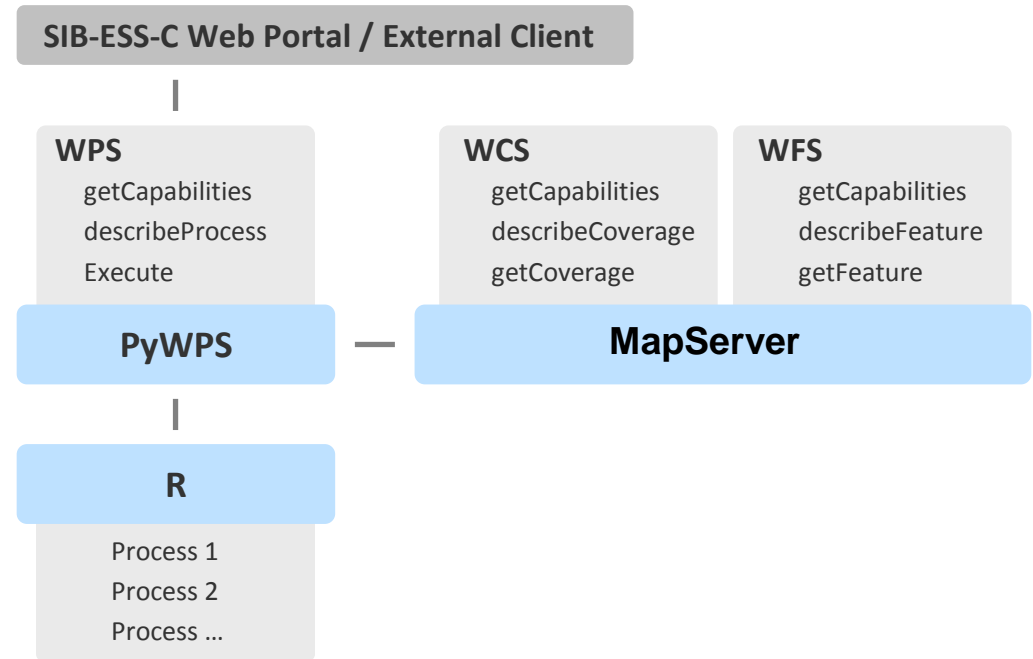 SIB-ESS-C Web Portal / External Client
WPS
getCapabilities
describeProcess
Execute
WCS
getCapabilities
describeCoverage
getCoverage
WFS
getCapabilities
describeFeature
getFeature
PyWPS
MapServer
R
Process 1
Process 2
Process …